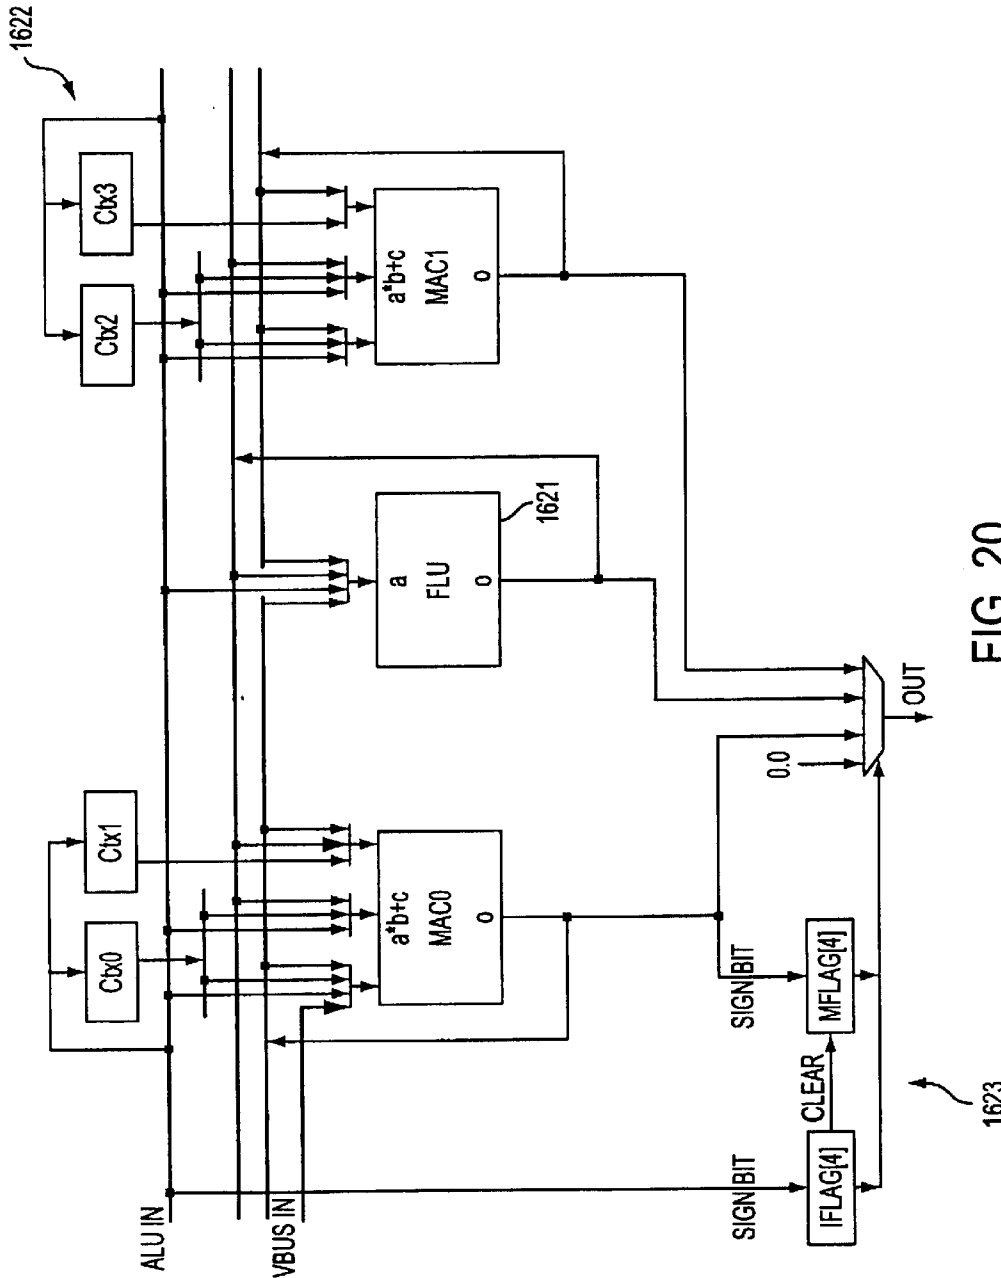 1622
Ctx0
Ctx1
Ctx2
Ctx3
ALU IN
VBUS IN
a*b+c
MAC0
o
a
FLU
o
1621
a*b+c
MAC1
o
SIGN BIT
SIGN BIT
IFLAG[4]
CLEAR
MFLAG[4]
0.0
OUT
1623
FIG. 20